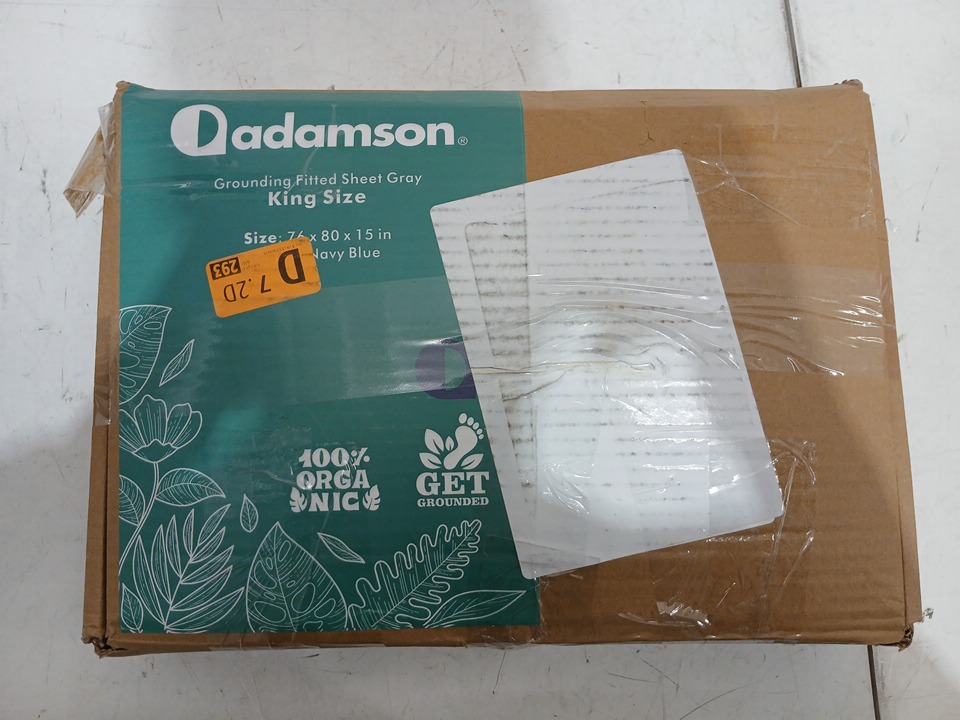 adamson®
Grounding Fitted Sheet Gray
King Size
Size: 76 x 80 x 15 in
Navy Blue
D
7.2D
293
100%
ORGA
NIC
GET
GROUNDED